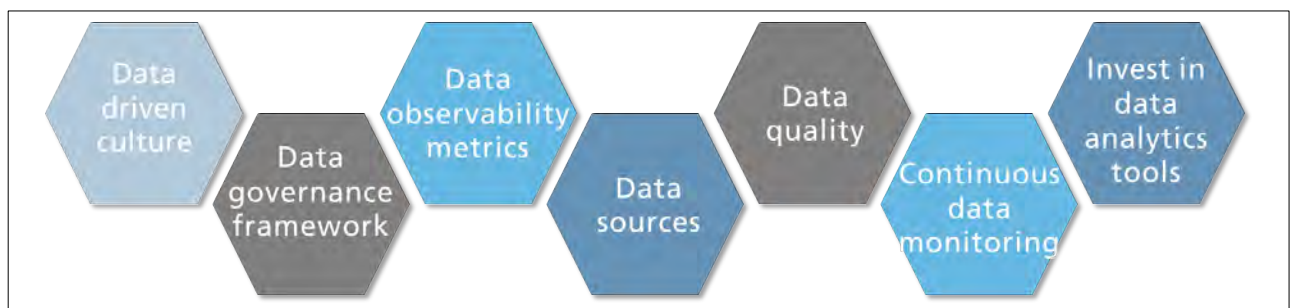 Data
driven
culture
Data
governance
framework
Data
observability
metrics
Data
sources
Data
quality
Continuous
data
monitoring
Invest in
data
analytics
tools